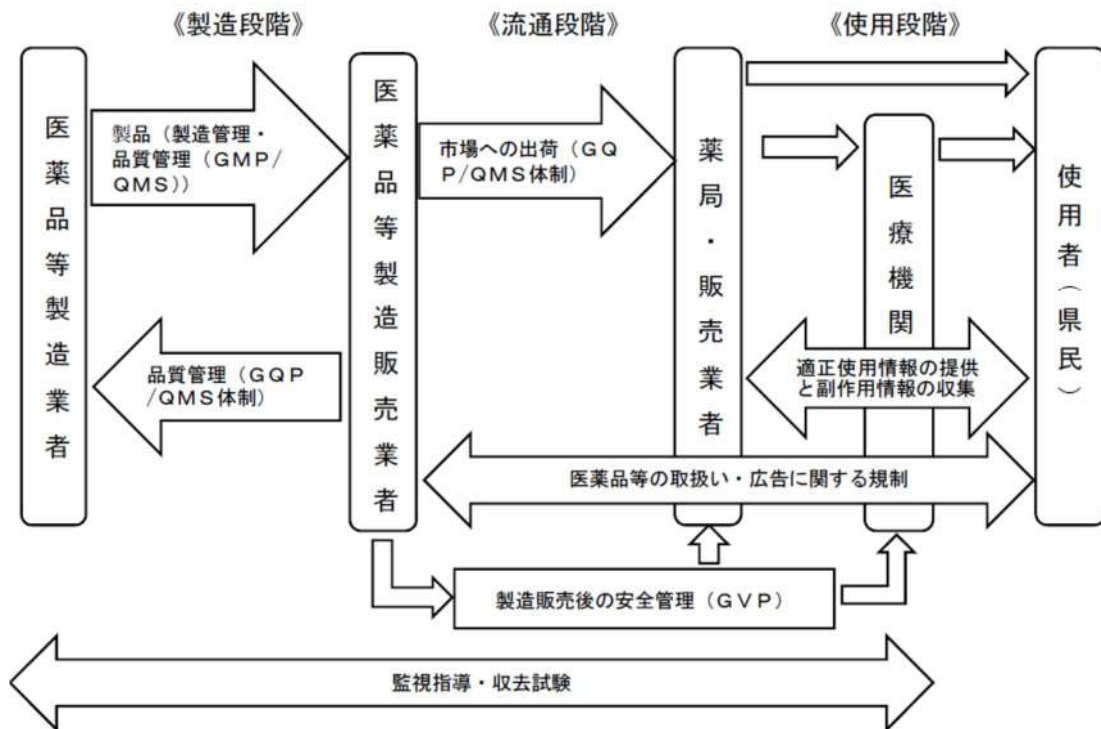 《製造段階》
《流通段階》
《使用段階》
医薬品等製造業者
製品（製造管理・
品質管理（GMP/
QMS））
品質管理（ＧＱＰ
/QMS体制）
医薬品等製造販売業者
市場への出荷（ＧＱ
Ｐ/QMS体制）
薬局・販売業者
医療機関
使用者（県民）
適正使用情報の提供
と副作用情報の収集
医薬品等の取扱い・広告に関する規制
製造販売後の安全管理（ＧＶＰ）
監視指導・収去試験